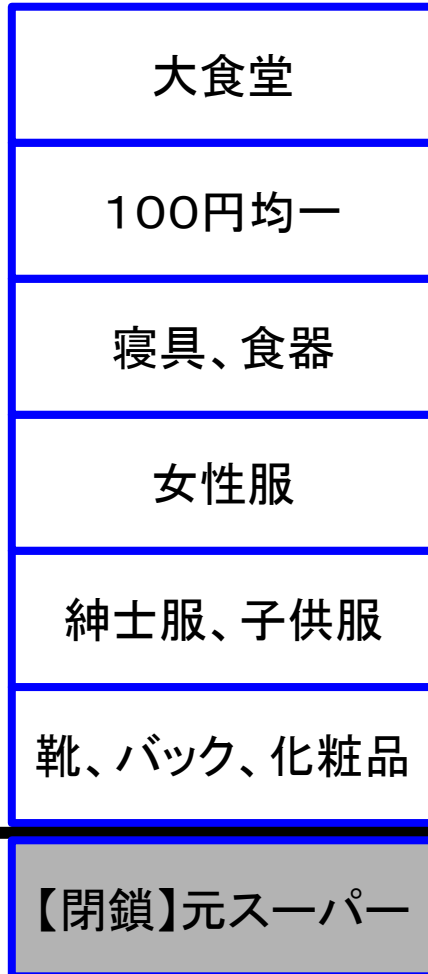 大食堂
１００円均一
寝具、食器
女性服
紳士服、子供服
靴、バック、化粧品
【閉鎖】元スーパー